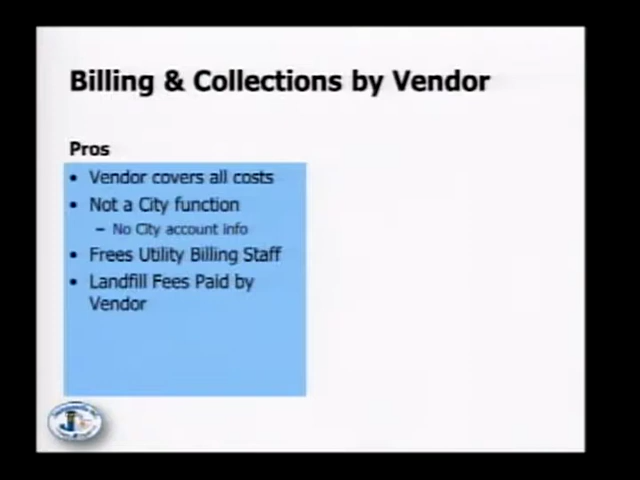 Billing & Collections by Vendor
Pros
• Vendor covers all costs
• Not a City function
– No City account info
• Frees Utility Billing Staff
• Landfill Fees Paid by
Vendor